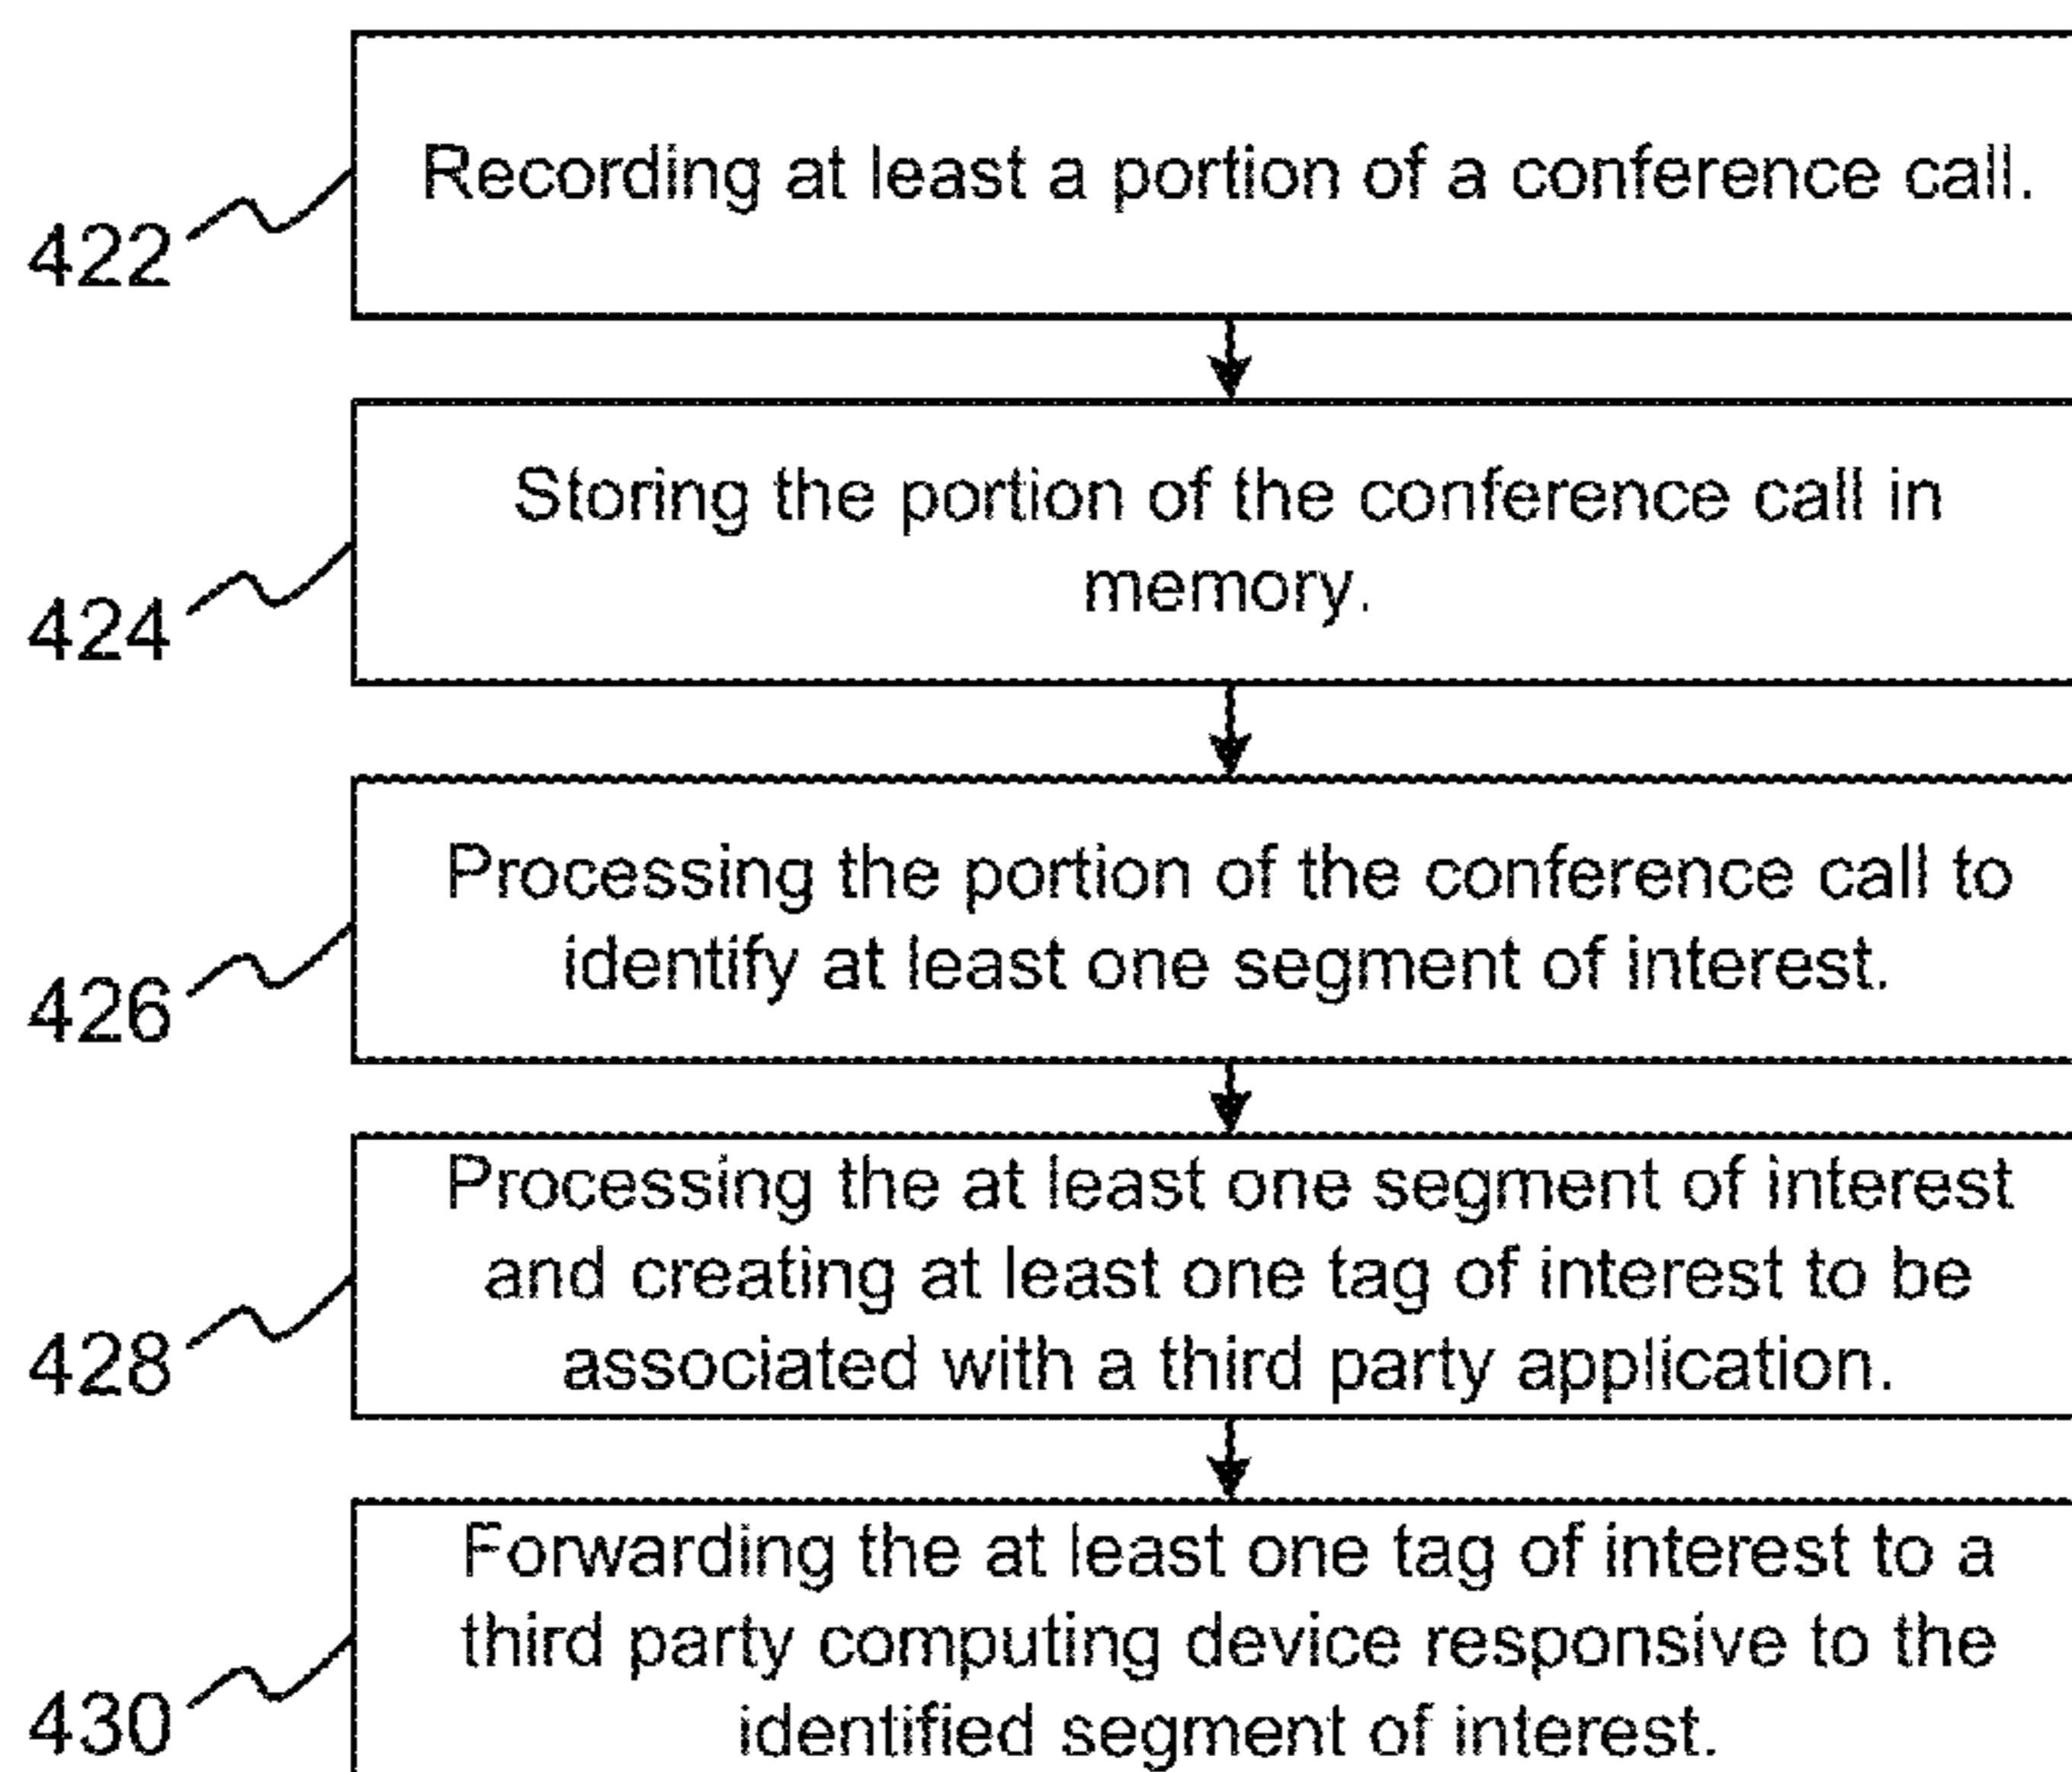 Recording at least a portion of a conference call.
422
Storing the portion of the conference call in
memory.
424
Processing the portion of the conference call to
identify at least one segment of interest.
426
Processing the at least one segment of interest
and creating at least one tag of interest to be
associated with a third party application.
428
Forwarding the at least one tag of interest to a
third party computing device responsive to the
identified segment of interest.
430